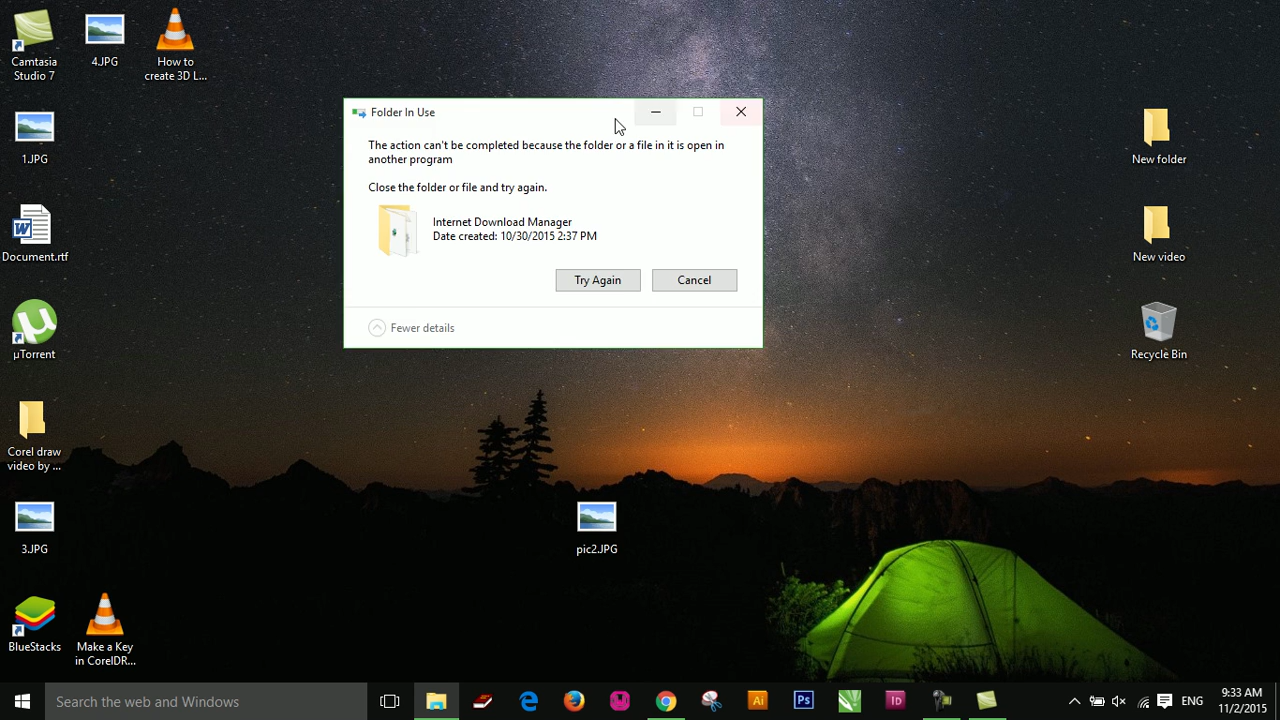 Camtasia
Studio 7
4.JPG
How to
create 3D L...
1.JPG
Document.rtf
µTorrent
Corel draw
video by ...
3.JPG
BlueStacks
Make a Key
in CorelDR...
Folder In Use
The action can't be completed because the folder or a file in it is open in
another program
Close the folder or file and try again.
Internet Download Manager
Date created: 10/30/2015 2:37 PM
Try Again
Cancel
Fewer details
pic2.JPG
New folder
New video
Recycle Bin
Search the web and Windows
Ai
Ps
ID
ENG
9:33 AM
11/2/2015